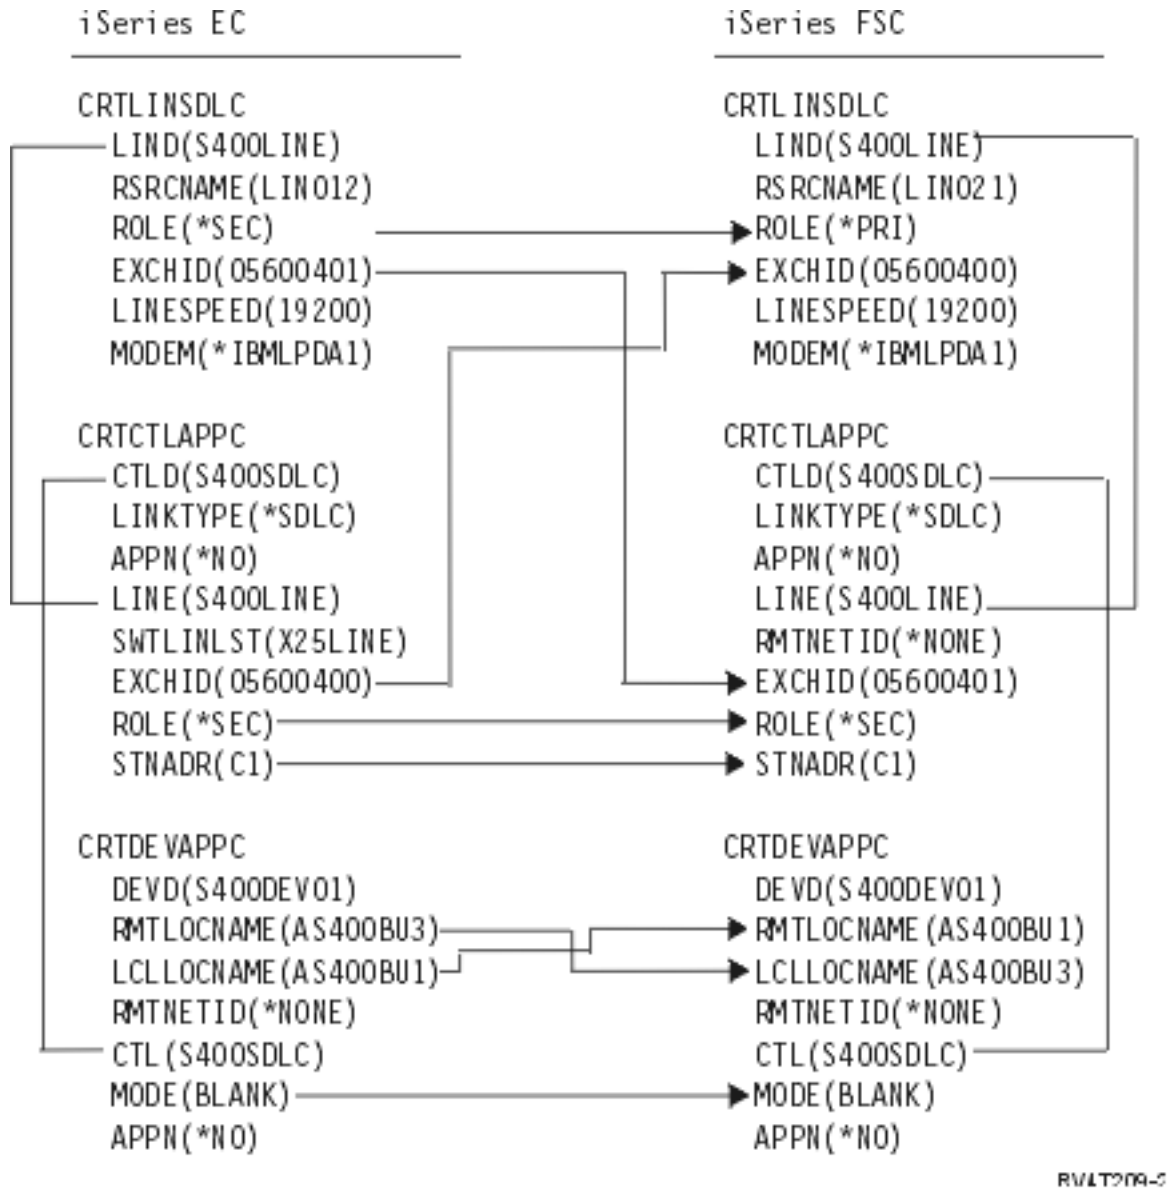 iSeries EC
CRTLINSDLC
LIND(S400LINE)
RSRCNAME(LIN012)
ROLE(*SEC)
EXCHID(05600401)
LINESPEED(19200)
MODEM(*IBMLPDA1)
CRTCTLAPPC
CTLD(S400SDLC)
LINKTYPE(*SDLC)
APPN(*NO)
LINE(S400LINE)
SWTLINLST(X25LINE)
EXCHID(05600400)
ROLE(*SEC)
STNADR(C1)
CRTDEVAPPC
DEVD(S400DEV01)
RMTLOCNAME(AS400BU3)
LCLLOCNAME(AS400BU1)
RMTNETID(*NONE)
CTL(S400SDLC)
MODE(BLANK)
APPN(*NO)
iSeries FSC
CRTLINSDLC
LIND(S400LINE)
RSRCNAME(LIN021)
ROLE(*PRI)
EXCHID(05600400)
LINESPEED(19200)
MODEM(*IBMLPDA1)
CRTCTLAPPC
CTLD(S400SDLC)
LINKTYPE(*SDLC)
APPN(*NO)
LINE(S400LINE)
RMTNETID(*NONE)
EXCHID(05600401)
ROLE(*SEC)
STNADR(C1)
CRTDEVAPPC
DEVD(S400DEV01)
RMTLOCNAME(AS400BU1)
LCLLOCNAME(AS400BU3)
RMTNETID(*NONE)
CTL(S400SDLC)
MODE(BLANK)
APPN(*NO)